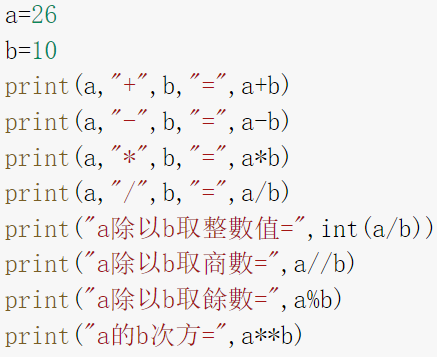 a=26
b=10
print(a,"+",b,"=",a+b)
print(a,"-",b,"=",a-b)
print(a,"*",b,"=",a*b)
print(a,"/",b,"=",a/b)
print("a除以b取整數值=",int(a/b))
print("a除以b取商數=",a//b)
print("a除以b取餘數=",a%b)
print("a的b次方=",a**b)